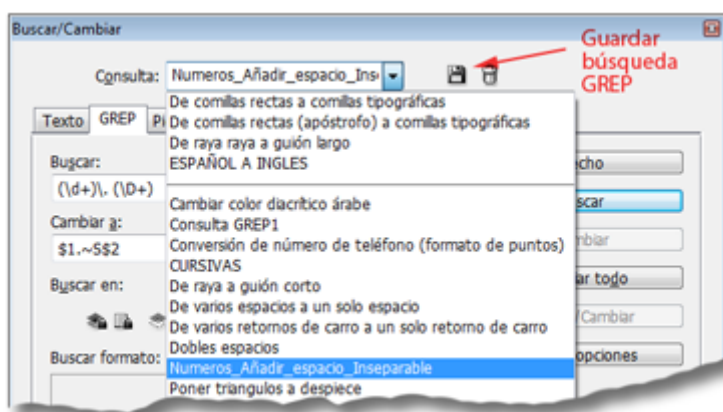 Buscar/Cambiar
Guardar
búsqueda
GREP
Consulta: Numeros_Añadir_espacio_Inse
De comillas rectas a comillas tipográficas
De comillas rectas (apóstrofo) a comillas tipográficas
De raya raya a guión largo
ESPAÑOL A INGLES
Cambiar color diacrítico árabe
Consulta GREP1
Conversión de número de teléfono (formato de puntos)
CURSIVAS
De raya a guión corto
De varios espacios a un solo espacio
De varios retornos de carro a un solo retorno de carro
Dobles espacios
Numeros_Añadir_espacio_Inseparable
Poner triangulos a despiece
Texto GREP Pi
Buscar:
(\d+)\. (\D+)
Cambiar a:
$1.~S$2
Buscar en:
Buscar formato:
cho
scar
mbiar
ar todo
/Cambiar
opciones